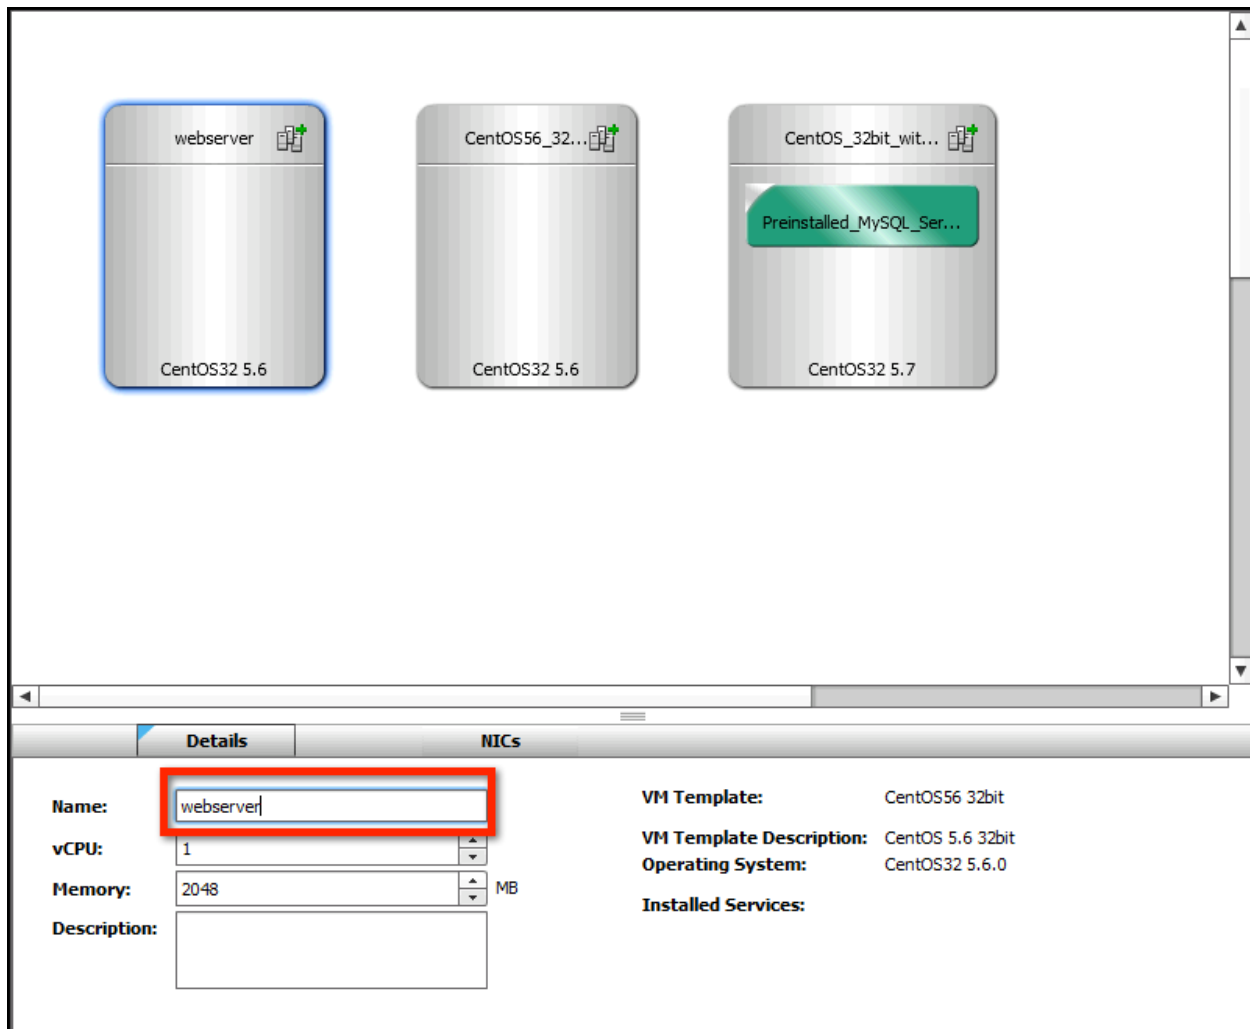 webserver
CentOS56_32...
CentOS_32bit_wit...
Preinstalled_MySQL_Ser...
CentOS32 5.6
CentOS32 5.6
CentOS32 5.7
Details
NICs
Name:
webserver
vCPU:
1
Memory:
2048
MB
Description:
VM Template:
CentOS56 32bit
VM Template Description:
CentOS 5.6 32bit
Operating System:
CentOS32 5.6.0
Installed Services: